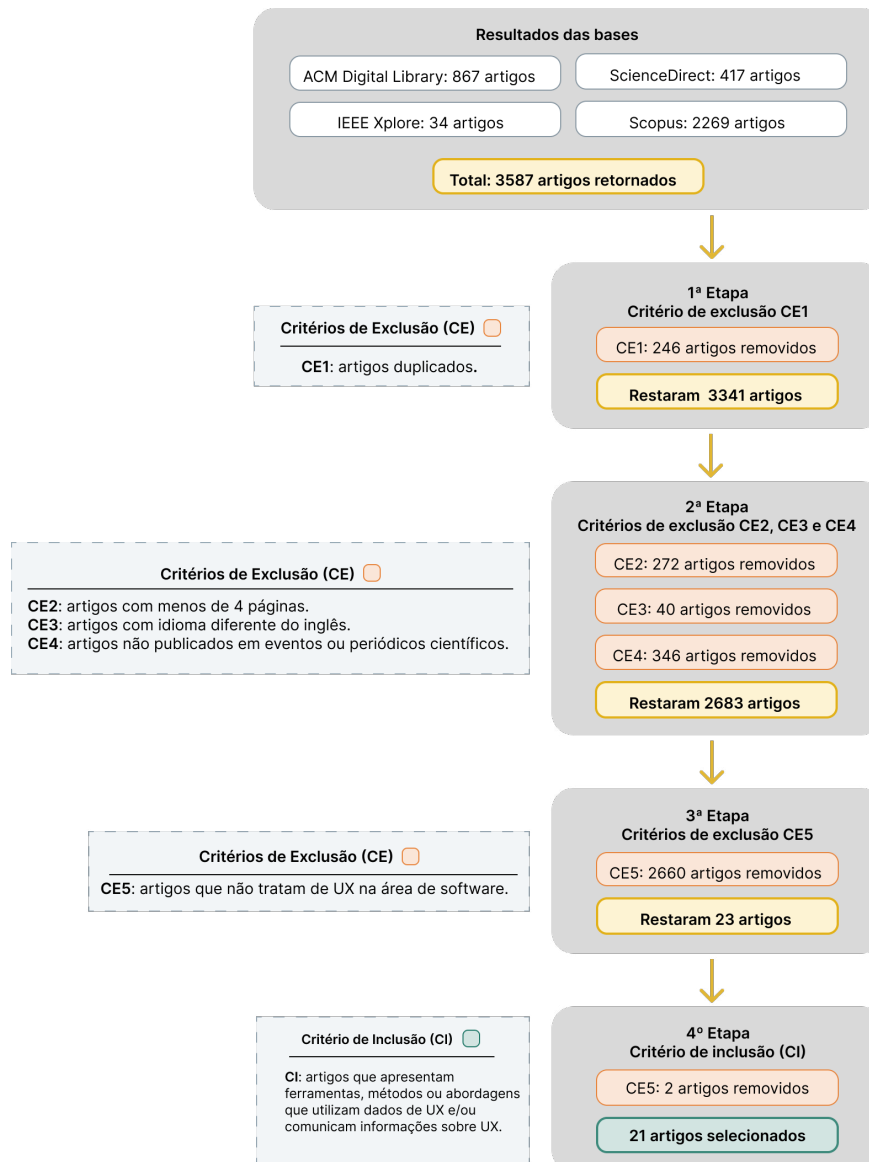 Resultados das bases
ACM Digital Library: 867 artigos
ScienceDirect: 417 artigos
IEEE Xplore: 34 artigos
Scopus: 2269 artigos
Total: 3587 artigos retornados
1ª Etapa
Critério de exclusão CE1
CE1: 246 artigos removidos
Restaram 3341 artigos
Critérios de Exclusão (CE)
CE1: artigos duplicados.
2ª Etapa
Critérios de exclusão CE2, CE3 e CE4
CE2: 272 artigos removidos
CE3: 40 artigos removidos
CE4: 346 artigos removidos
Restaram 2683 artigos
Critérios de Exclusão (CE)
CE2: artigos com menos de 4 páginas.
CE3: artigos com idioma diferente do inglês.
CE4: artigos não publicados em eventos ou periódicos científicos.
3ª Etapa
Critérios de exclusão CE5
CE5: 2660 artigos removidos
Restaram 23 artigos
Critérios de Exclusão (CE)
CE5: artigos que não tratam de UX na área de software.
4º Etapa
Critério de inclusão (CI)
CE5: 2 artigos removidos
21 artigos selecionados
Critério de Inclusão (CI)
CI: artigos que apresentam
ferramentas, métodos ou abordagens
que utilizam dados de UX e/ou
comunicam informações sobre UX.